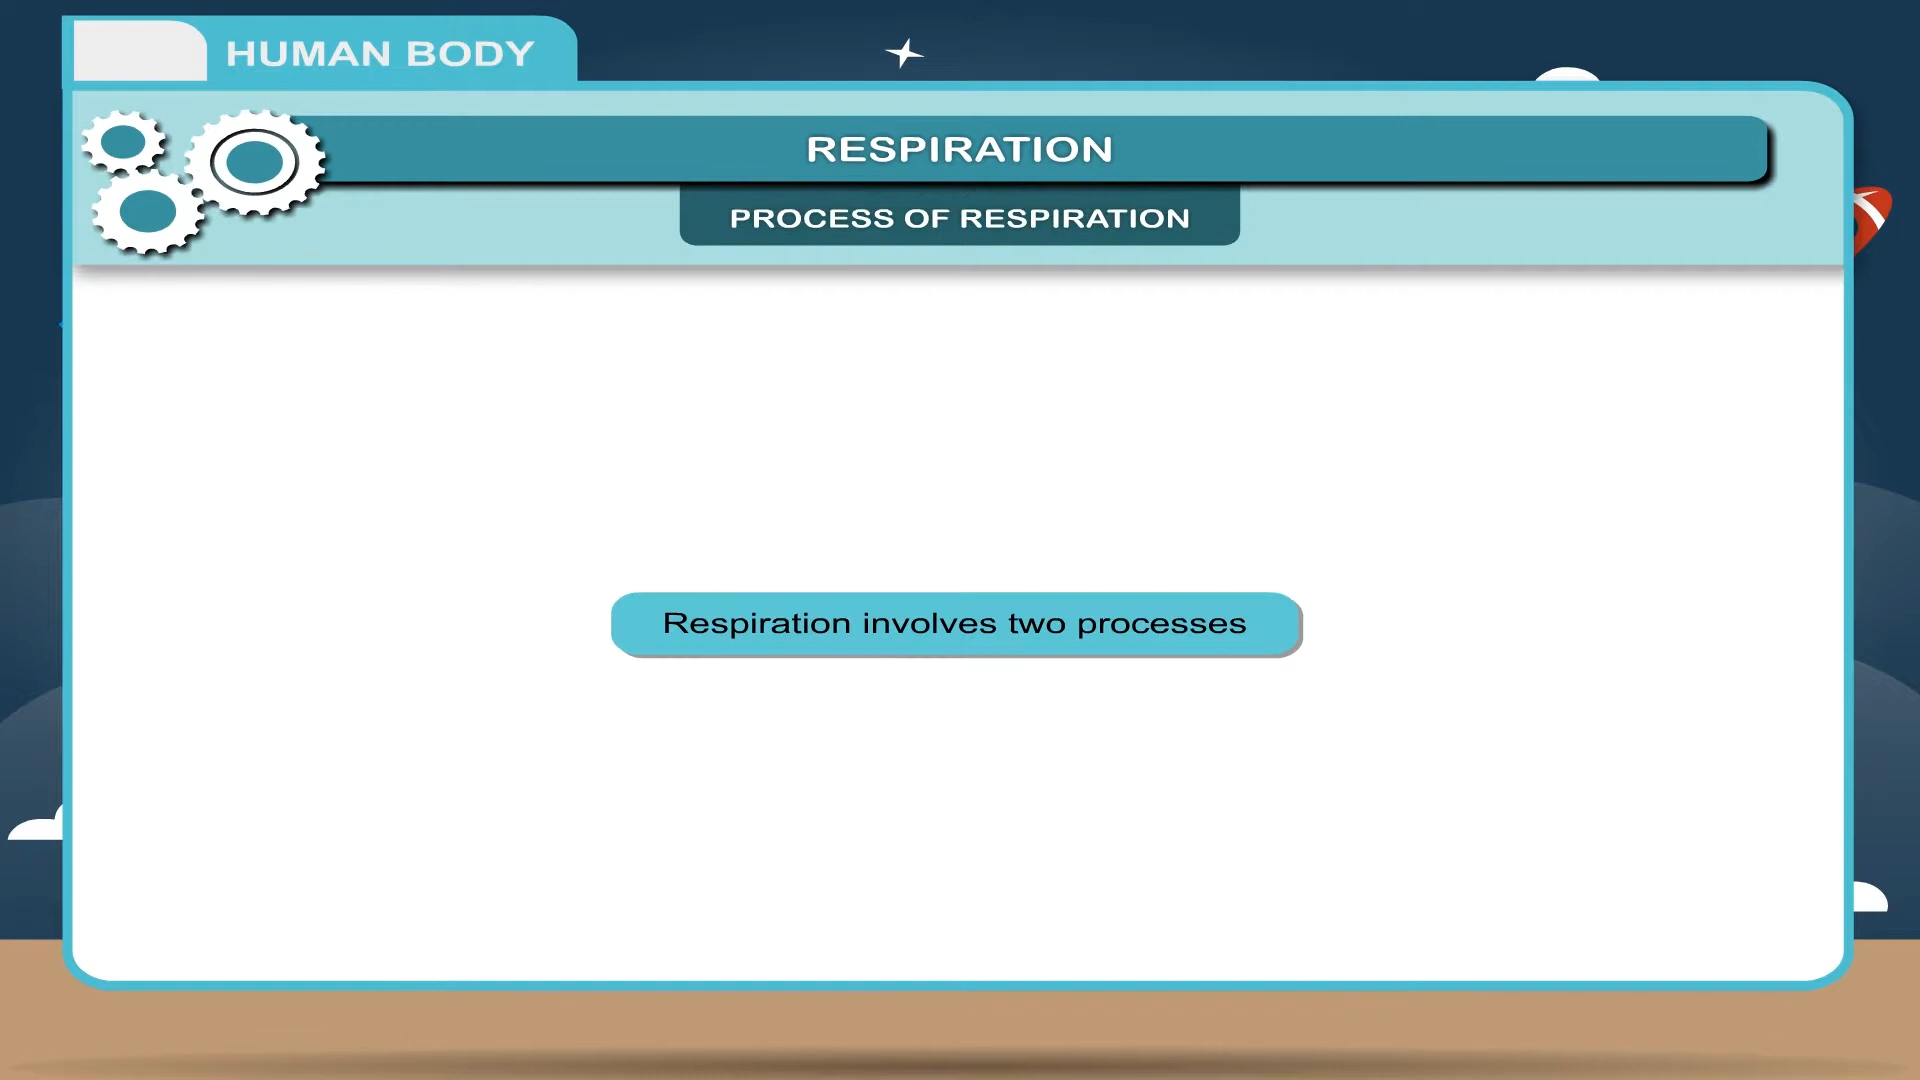 HUMAN BODY
RESPIRATION
PROCESS OF RESPIRATION
Respiration involves two processes